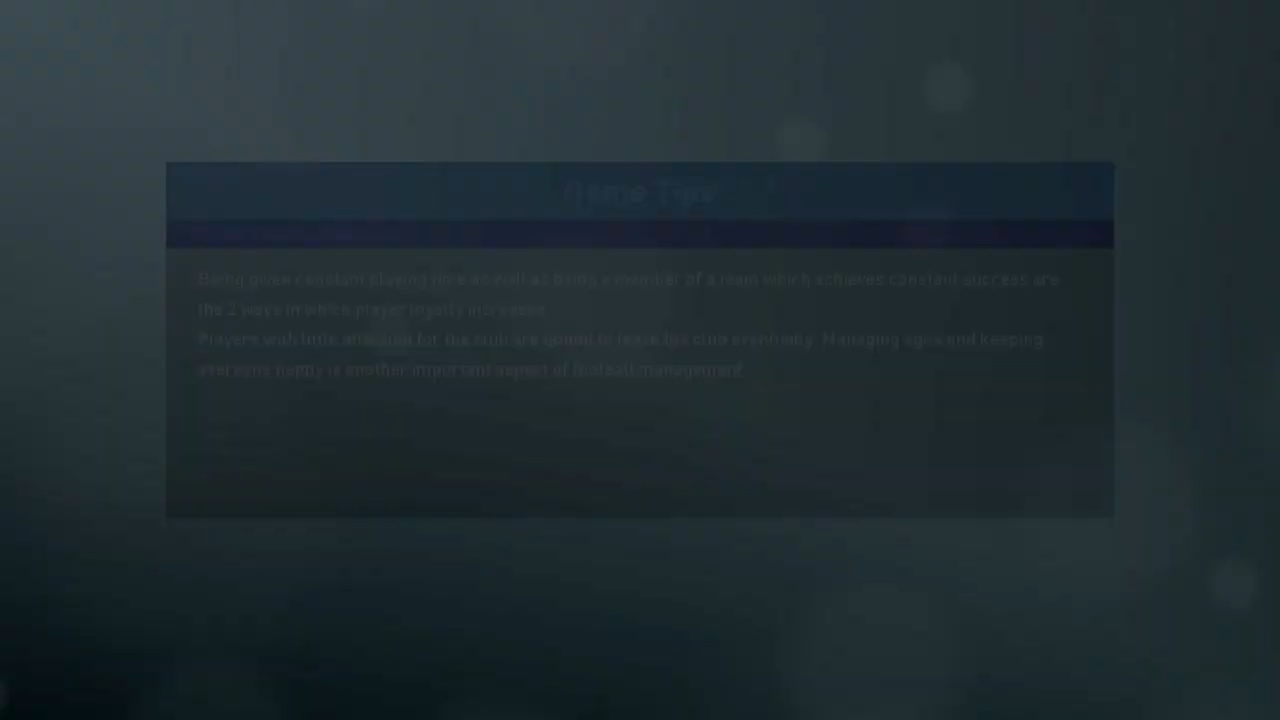 Game Tips
Being given constant playing time as well as being a member of a team which achieves constant success are
the 2 ways in which player loyalty increases.
Players with little affection for the club are bound to leave the club eventually. Managing egos and keeping
everyone happy is another important aspect of football management.